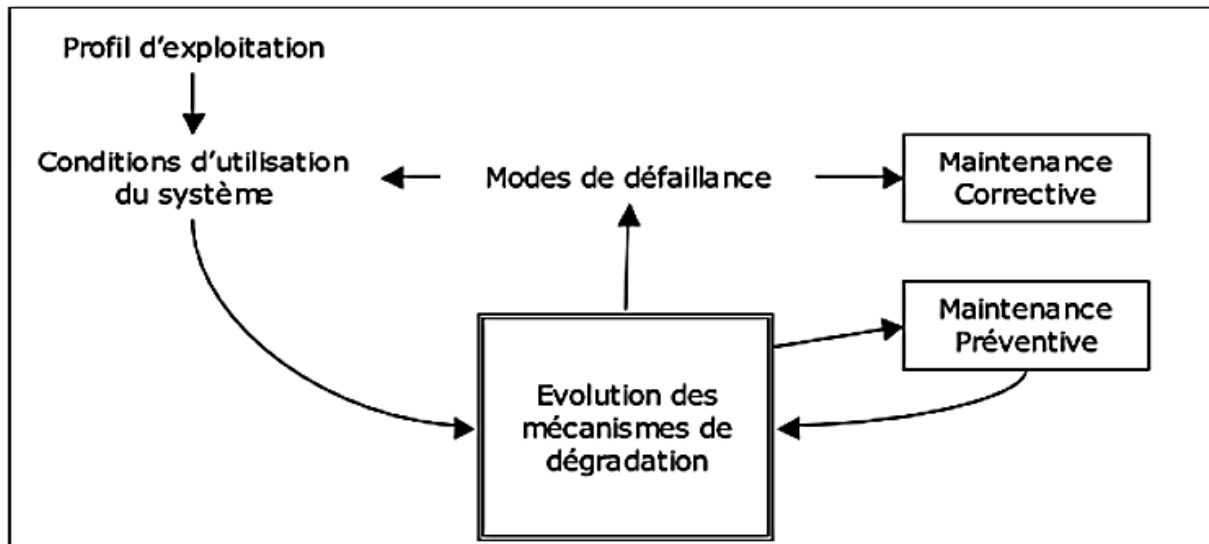 Profil d'exploitation
Conditions d'utilisation
du système
Modes de défaillance
Maintenance
Corrective
Maintenance
Préventive
Evolution des
mécanismes de
dégradation